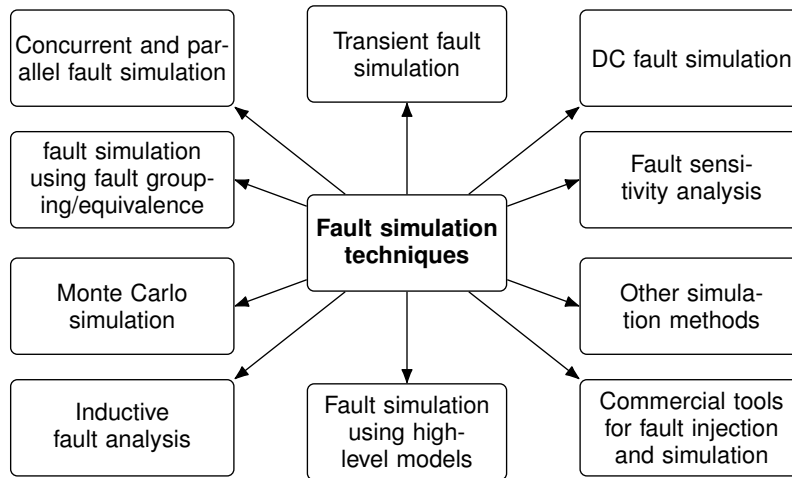 Concurrent and par-
allel fault simulation
Transient fault
simulation
DC fault simulation
fault simulation
using fault group-
ing/equivalence
Fault sensi-
tivity analysis
Fault simulation
techniques
Monte Carlo
simulation
Other simula-
tion methods
Inductive
fault analysis
Fault simulation
using high-
level models
Commercial tools
for fault injection
and simulation